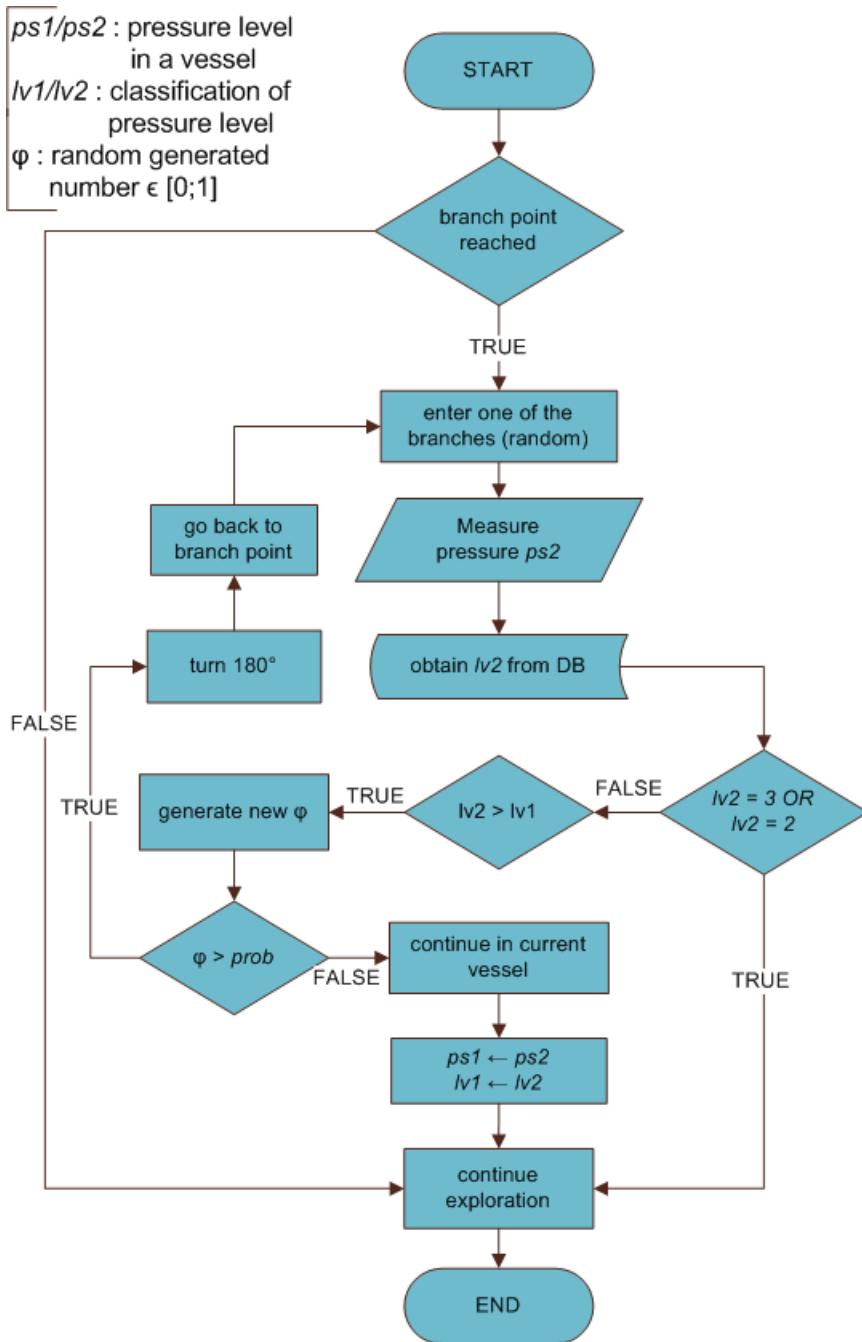 ps1/ps2 : pressure level
in a vessel
lv1/lv2 : classification of
pressure level
φ : random generated
number ϵ [0;1]
START
branch point
reached
TRUE
enter one of the
branches (random)
go back to
branch point
Measure
pressure ps2
turn 180°
obtain lv2 from DB
FALSE
TRUE
generate new φ
TRUE
lv2 > lv1
FALSE
lv2 = 3 OR
lv2 = 2
φ > prob
FALSE
continue in current
vessel
TRUE
ps1 ← ps2
lv1 ← lv2
continue
exploration
END